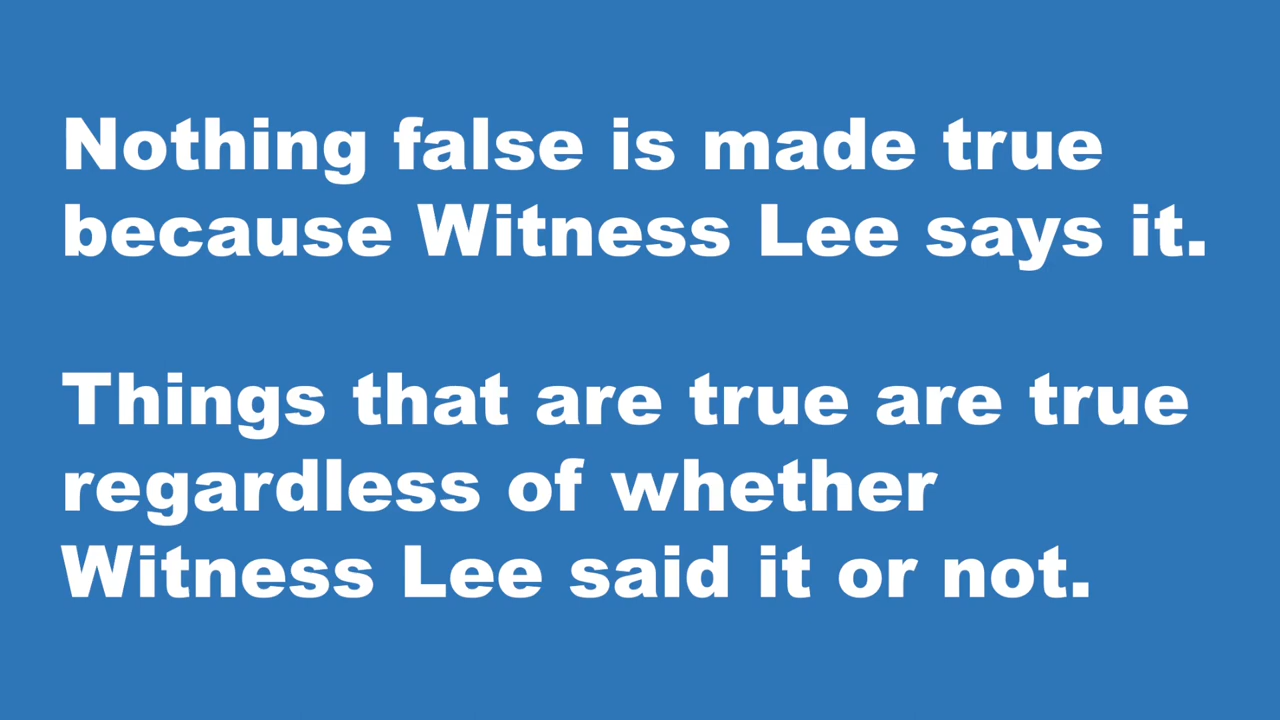 Nothing false is made true
because Witness Lee says it.
Things that are true are true
regardless of whether
Witness Lee said it or not.